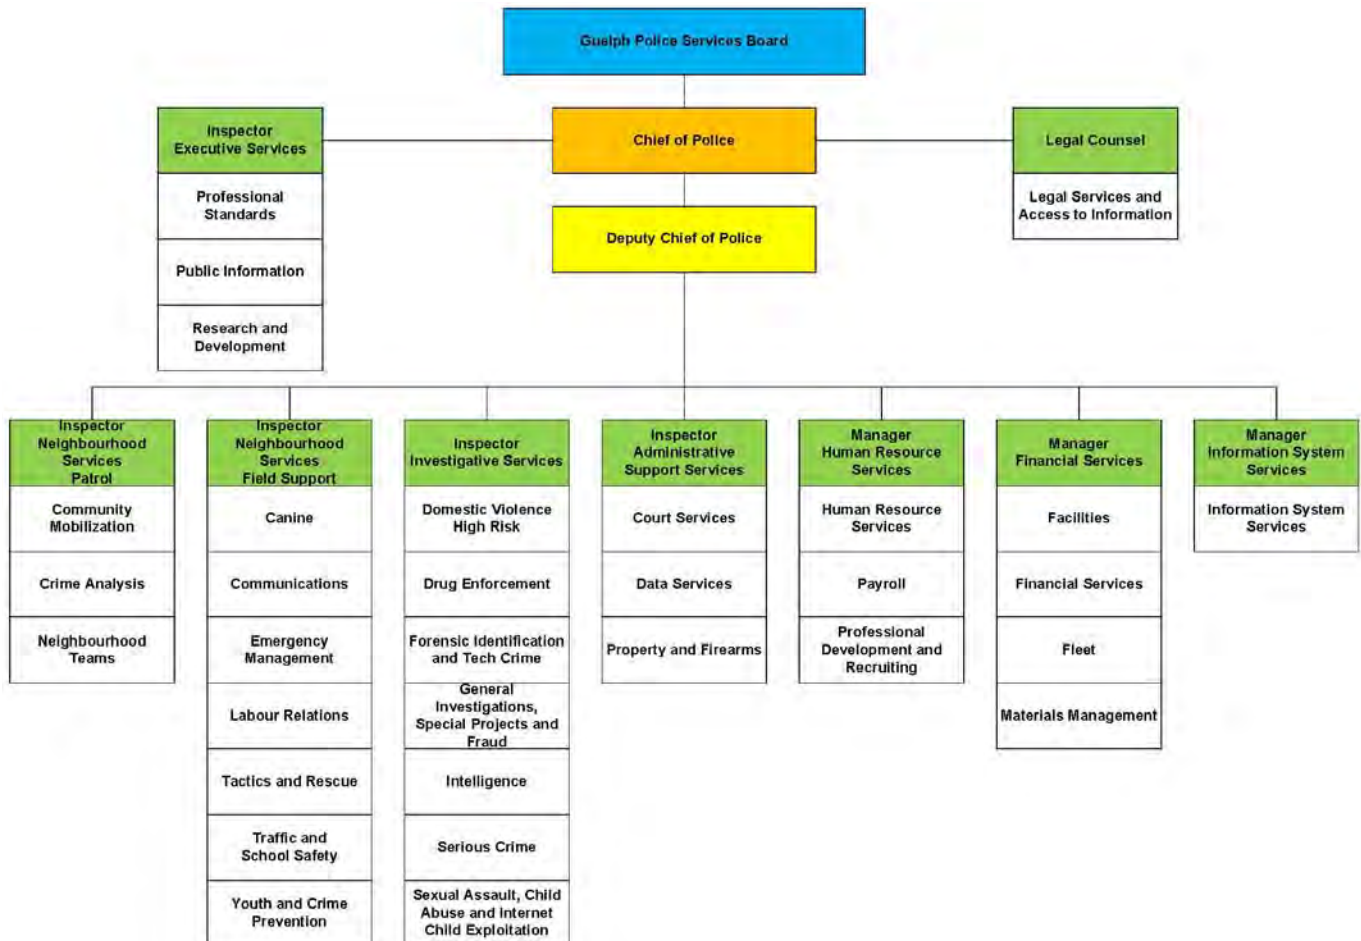 Guelph Police Services Board
Inspector
Executive Services
Chief of Police
Legal Counsel
Professional
Standards
Legal Services and
Access to Information
Deputy Chief of Police
Public Information
Research and
Development
Inspector
Neighbourhood
Services
Patrol
Community
Mobilization
Crime Analysis
Neighbourhood
Teams
Inspector
Neighbourhood
Services
Field Support
Canine
Communications
Emergency
Management
Labour Relations
Tactics and Rescue
Traffic and
School Safety
Youth and Crime
Prevention
Inspector
Investigative Services
Domestic Violence
High Risk
Drug Enforcement
Forensic Identification
and Tech Crime
General
Investigations,
Special Projects and
Fraud
Intelligence
Serious Crime
Sexual Assault, Child
Abuse and Internet
Child Exploitation
Inspector
Administrative
Support Services
Court Services
Data Services
Property and Firearms
Manager
Human Resource
Services
Human Resource
Services
Payroll
Professional
Development and
Recruiting
Manager
Financial Services
Facilities
Financial Services
Fleet
Materials Management
Manager
Information System
Services
Information System
Services